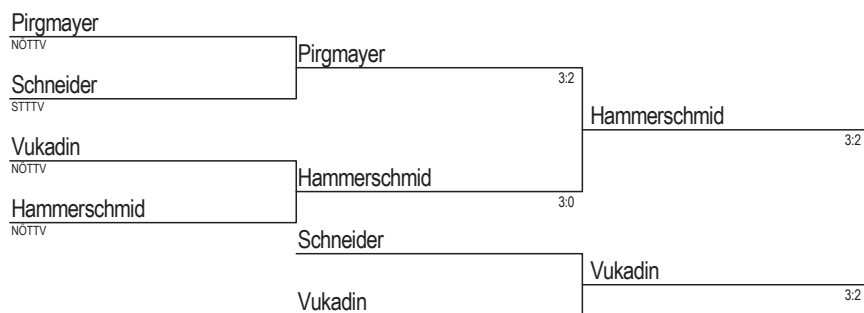 Pirgmayer
NÖTTV
Pirgmayer
3:2
Schneider
STTTV
Hammerschmid
3:2
Vukadin
NÖTTV
Hammerschmid
3:0
Hammerschmid
NÖTTV
Schneider
Vukadin
3:2
Vukadin